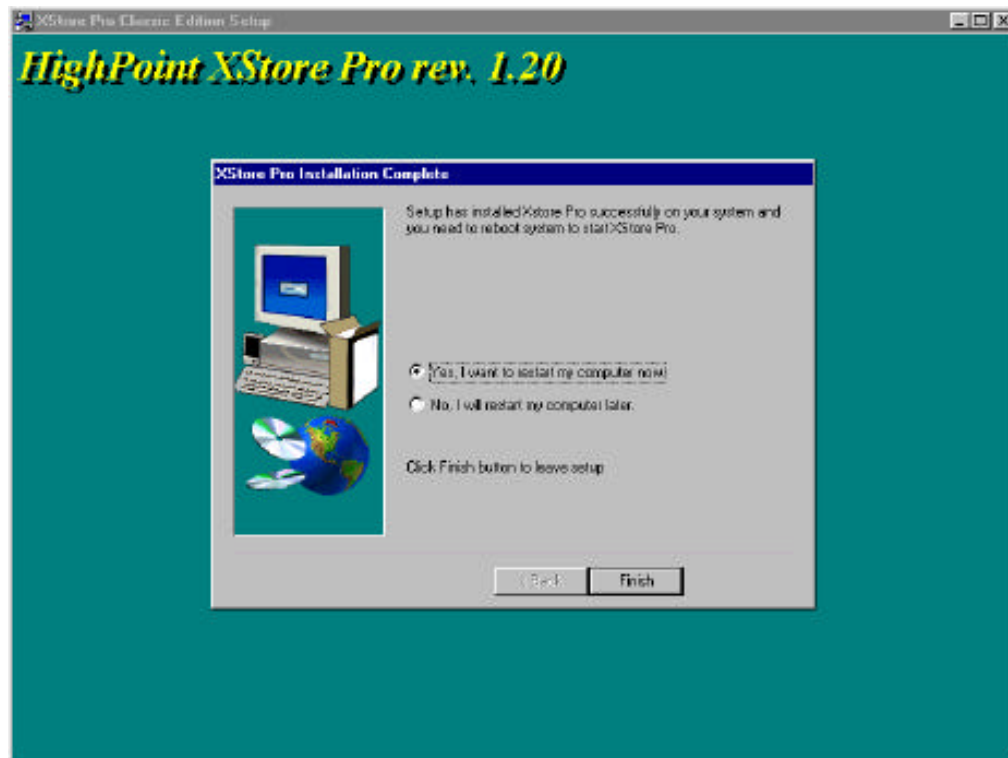 XStore Pro Classic Edition Setup
HighPoint XStore Pro rev. 1.20
XStore Pro Installation Complete
Setup has installed Xstore Pro successfully on your system and
you need to reboot system to start XStore Pro.
Yes, I want to restart my computer now.
No, I will restart my computer later.
Click Finish button to leave setup
< Back
Finish